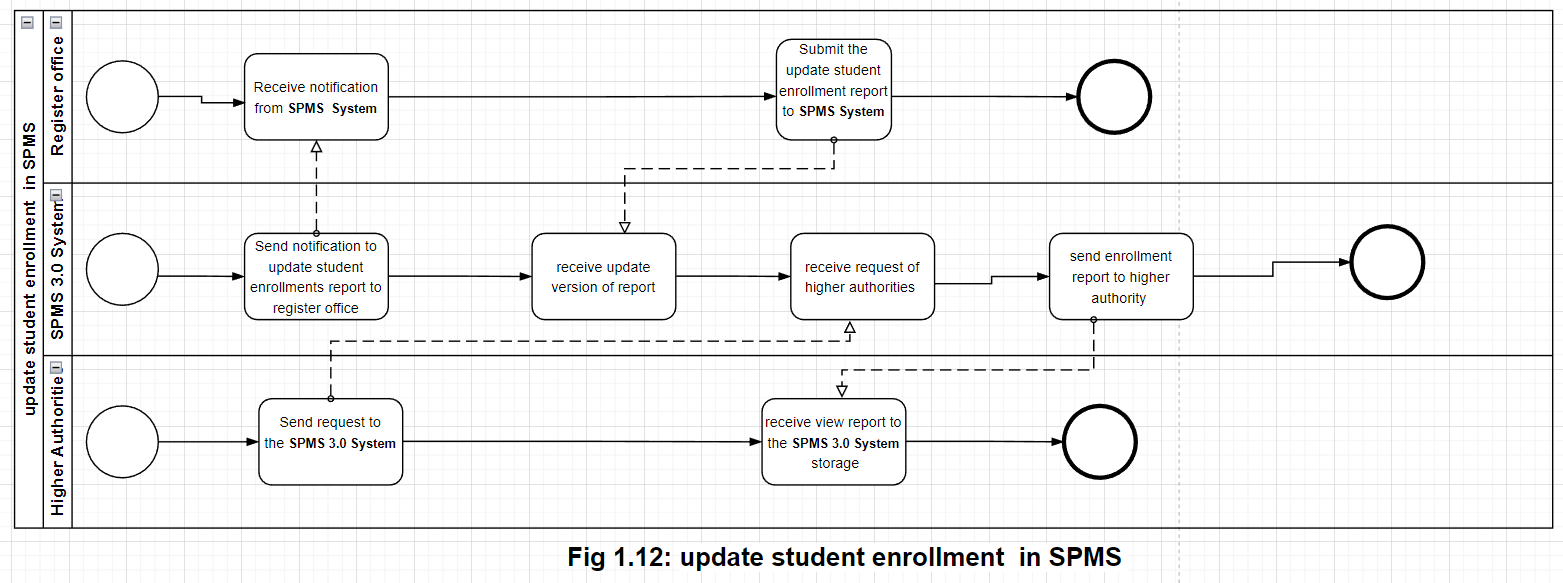 update student enrollment in SPMS
Register office
Receive notification
from SPMS System
Submit the
update student
enrollment report
to SPMS System
SPMS 3.0 System
Send notification to
update student
enrollments report to
register office
receive update
version of report
receive request of
higher authorities
send enrollment
report to higher
authority
Higher Authoritie
Send request to
the SPMS 3.0 System
receive view report to
the SPMS 3.0 System
storage
Fig 1.12: update student enrollment in SPMS